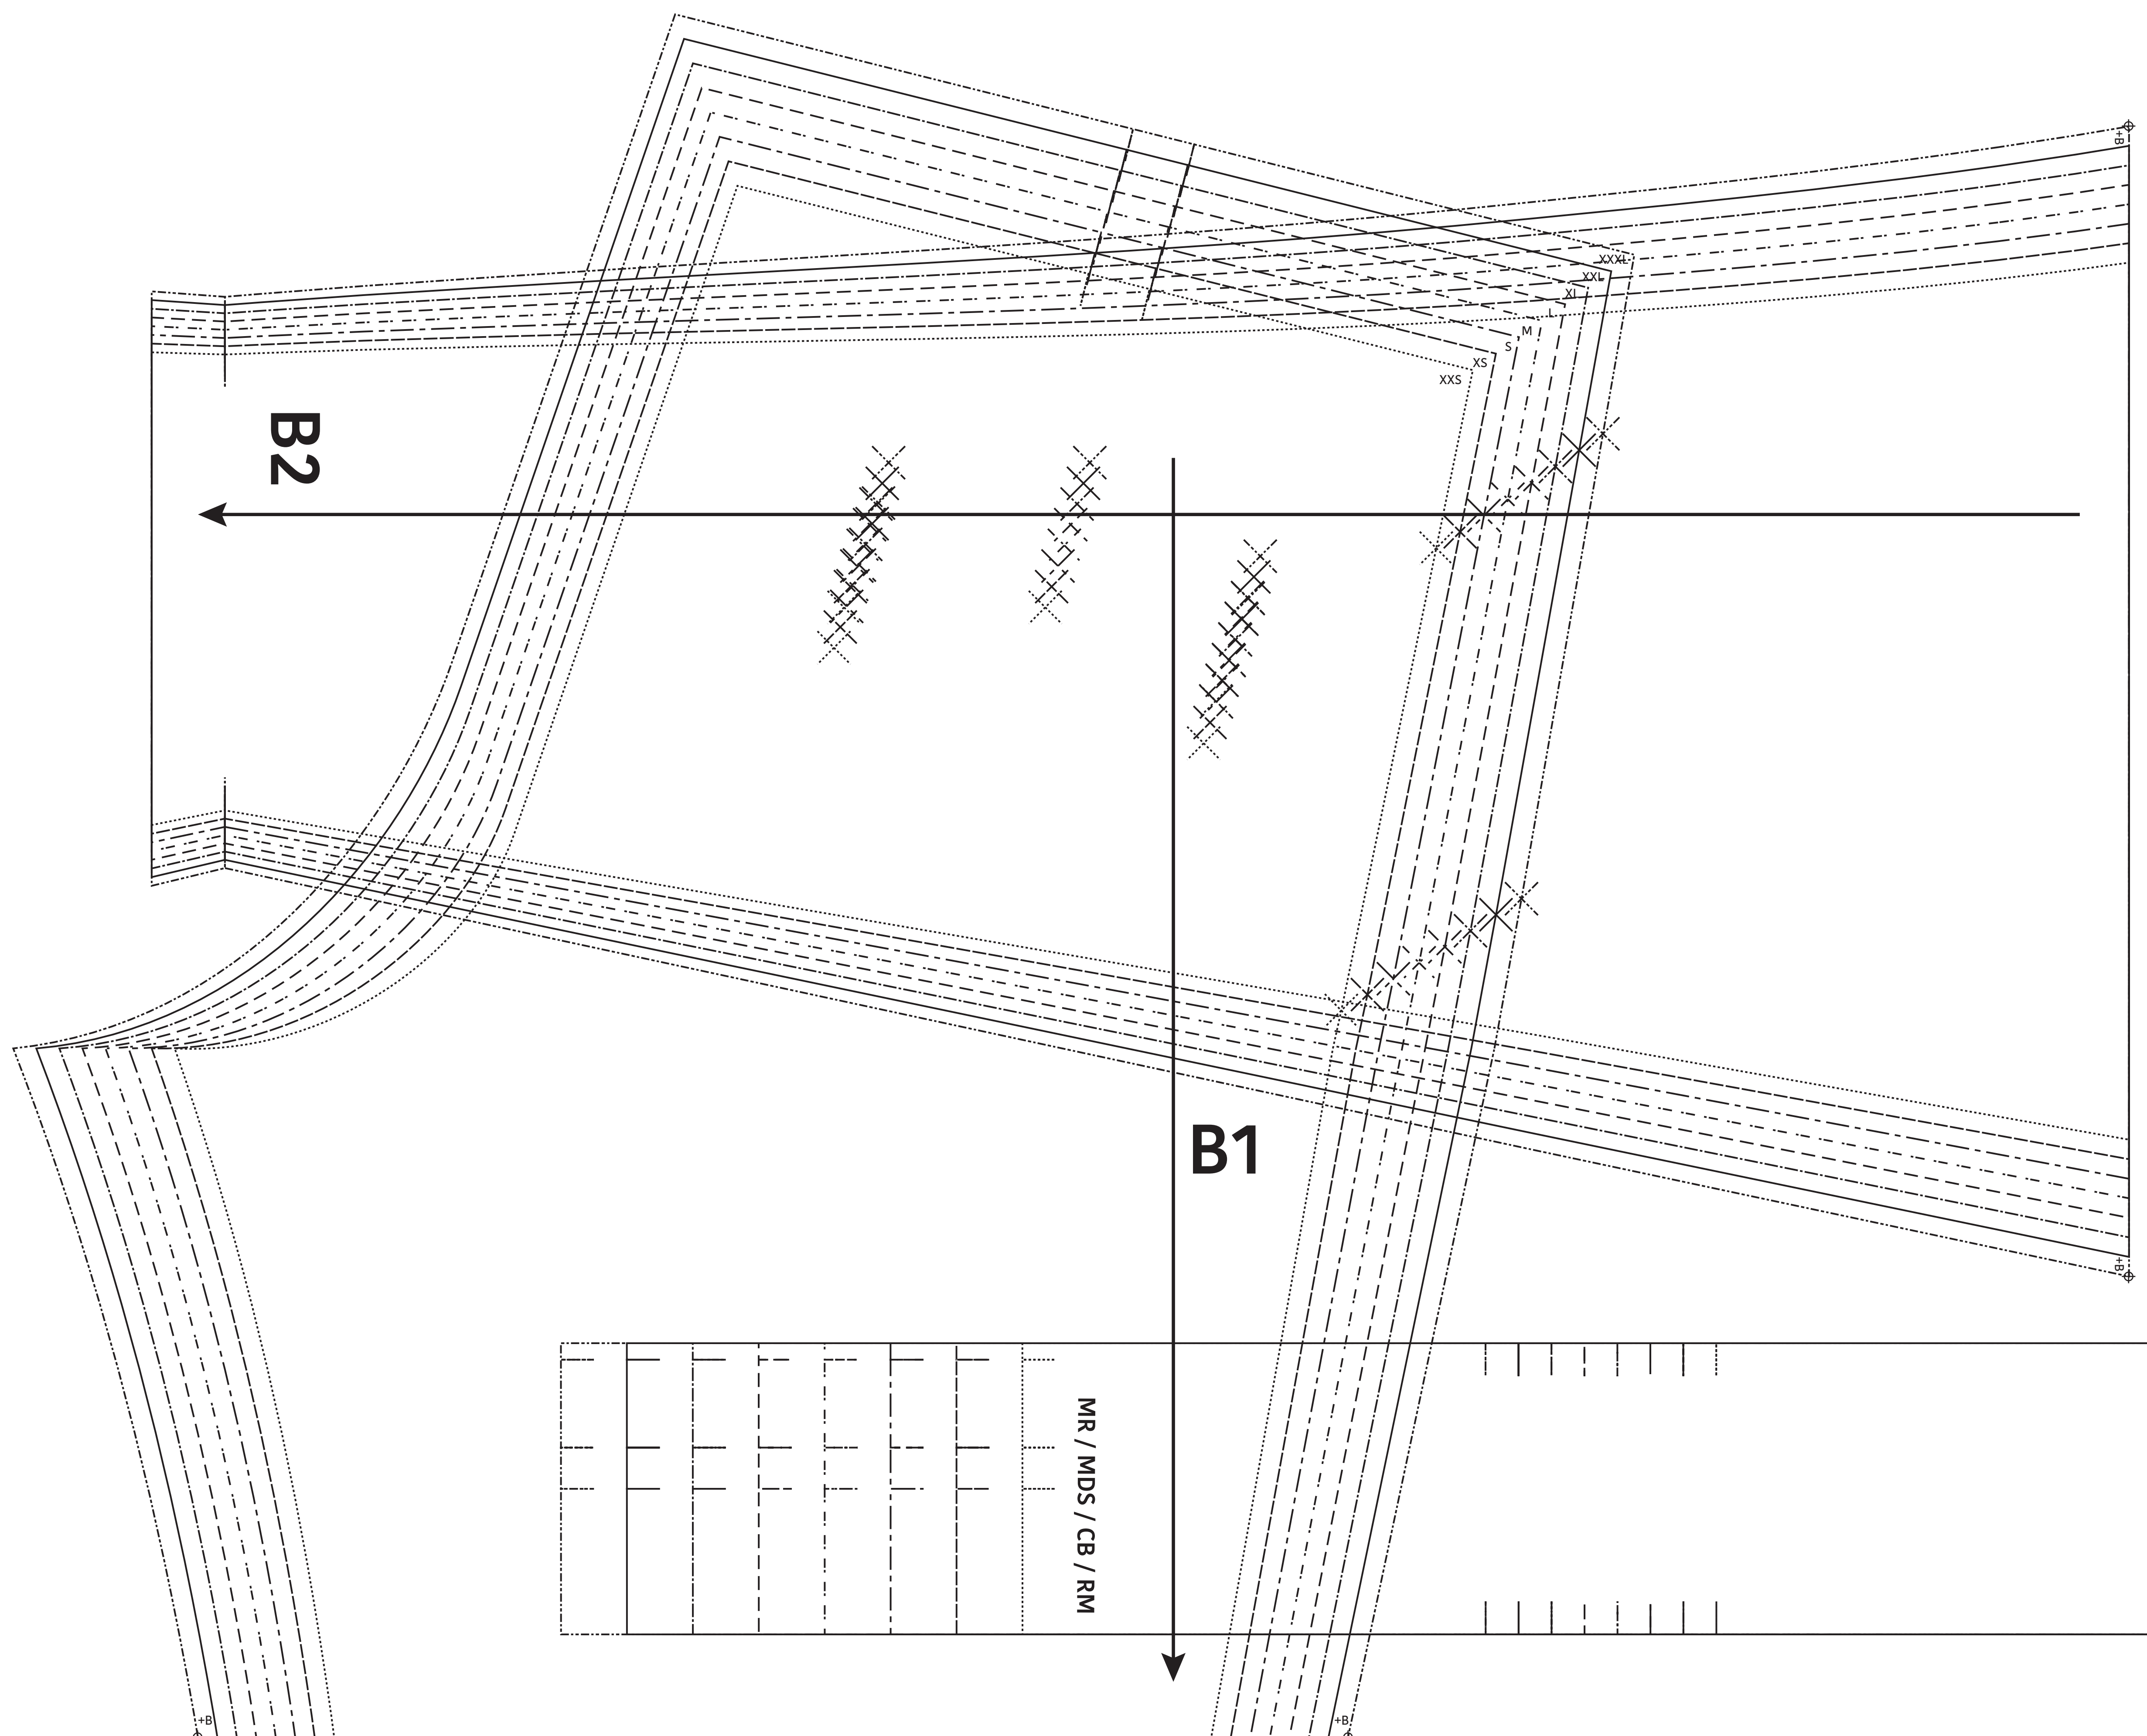 +B
XXXL
XXL
XL
L
M
S
XS
XXS
B2
B1
+B
MR / MDS / CB / RM
+B
+B